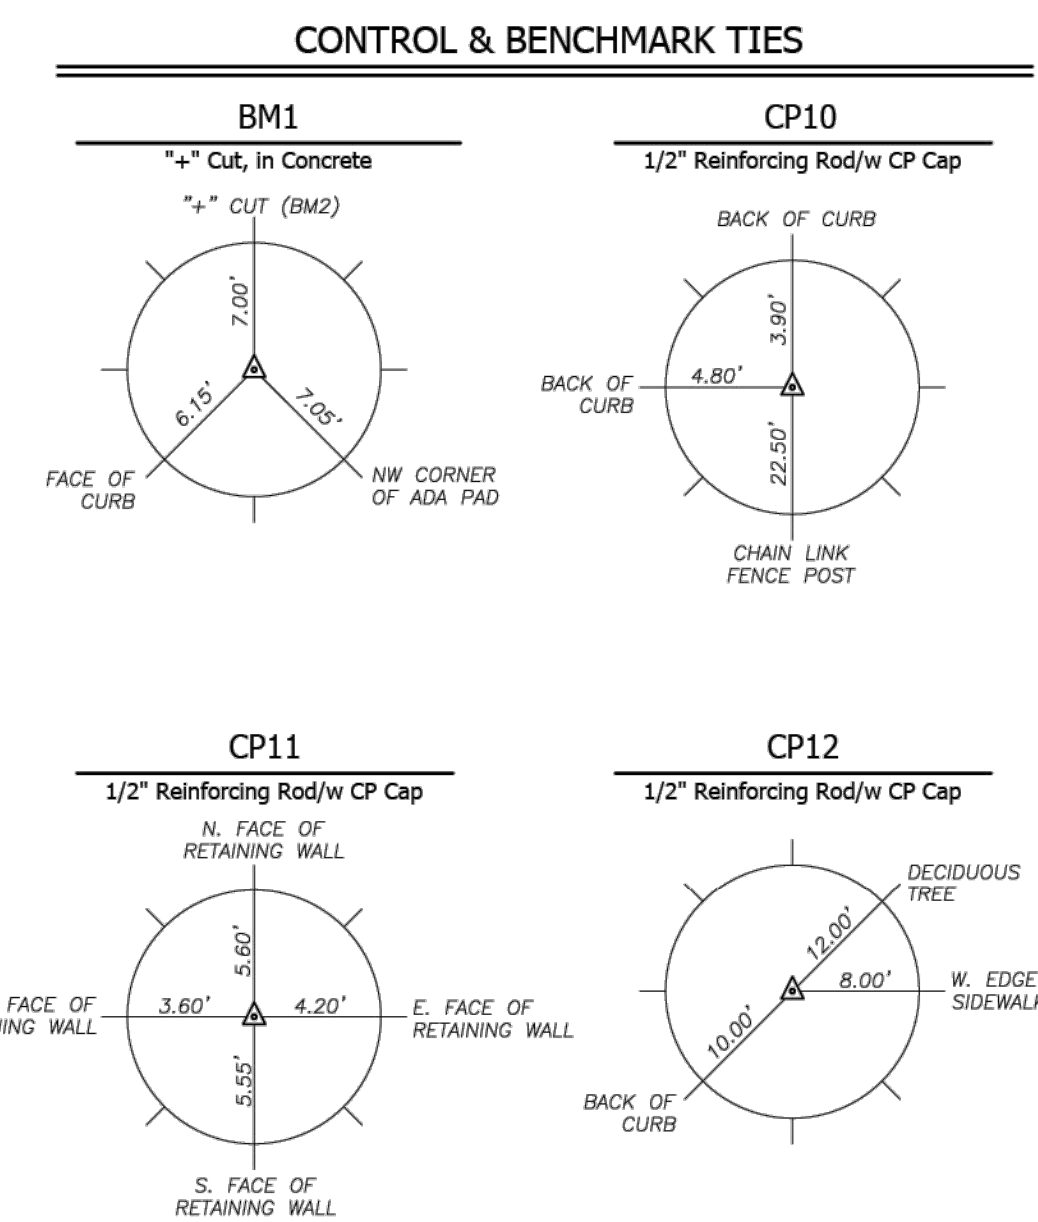 CONTROL & BENCHMARK TIES
BM1
"+" Cut, in Concrete
"+" CUT (BM2)
7.00'
6.15'
7.05'
FACE OF
CURB
NW CORNER
OF ADA PAD
CP10
1/2" Reinforcing Rod/w CP Cap
BACK OF CURB
3.90'
BACK OF
CURB
4.80'
22.50'
CHAIN LINK
FENCE POST
CP11
1/2" Reinforcing Rod/w CP Cap
N. FACE OF
RETAINING WALL
5.60'
FACE OF
WALL
3.60'
4.20'
E. FACE OF
RETAINING WALL
5.55'
S. FACE OF
RETAINING WALL
CP12
1/2" Reinforcing Rod/w CP Cap
DECIDUOUS
TREE
12.00'
8.00'
W. EDGE
10.00'
BACK OF
CURB